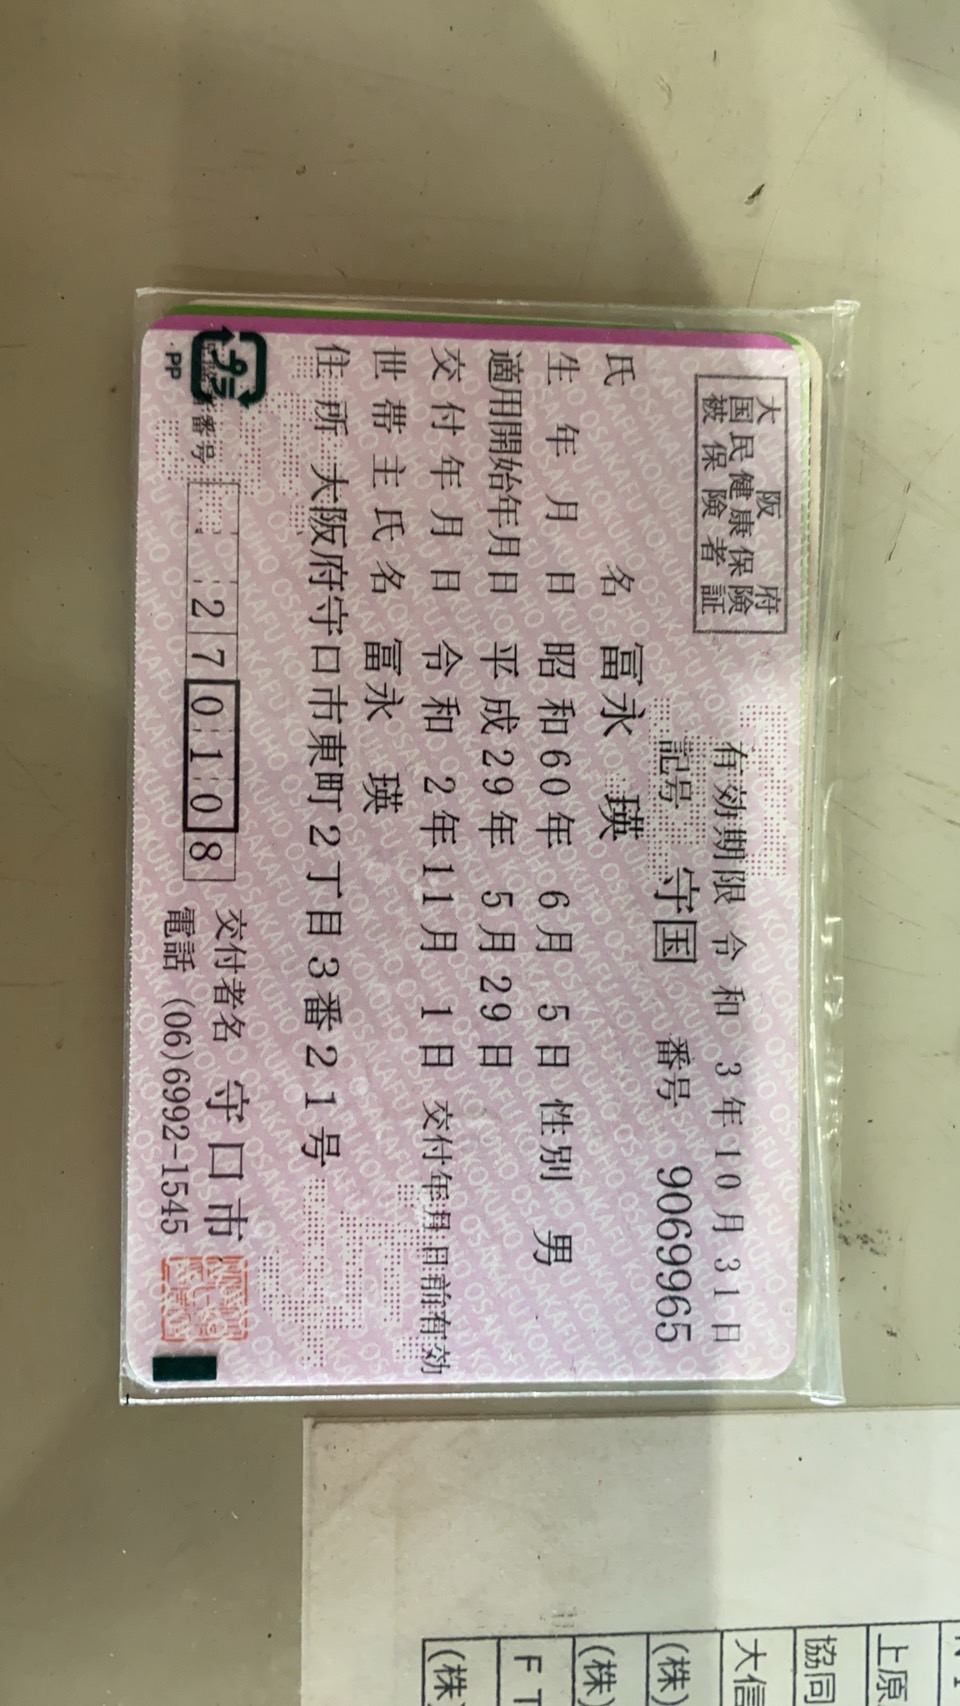 大阪府
国民健康保険
被保険者証
有効期限 令和 3年10月31日
記号 守国 番号 9069965
氏名 冨永 瑛
生年月日 昭和60年 6月 5日 性別 男
適用開始年月日 平成29年 5月29日
交付年月日 令和 2年11月 1日 交付年月日前有効
世帯主氏名 冨永 瑛
住所 大阪府守口市東町2丁目3番21号
番号 270108 交付者名 守口市
電話 (06)6992-1545
プラ
PP
上原
協同
大信
(株)
(株)
FT
(株)